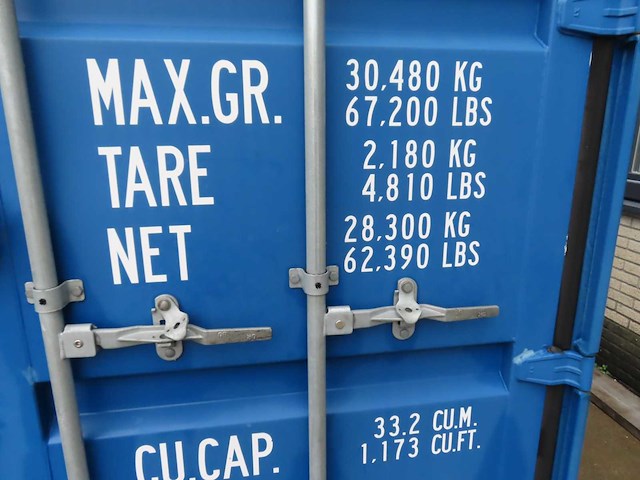 MAX.GR. 30,480 KG
67,200 LBS
TARE 2,180 KG
4,810 LBS
NET 28,300 KG
62,390 LBS
CU.CAP. 33.2 CU.M.
1,173 CU.FT.